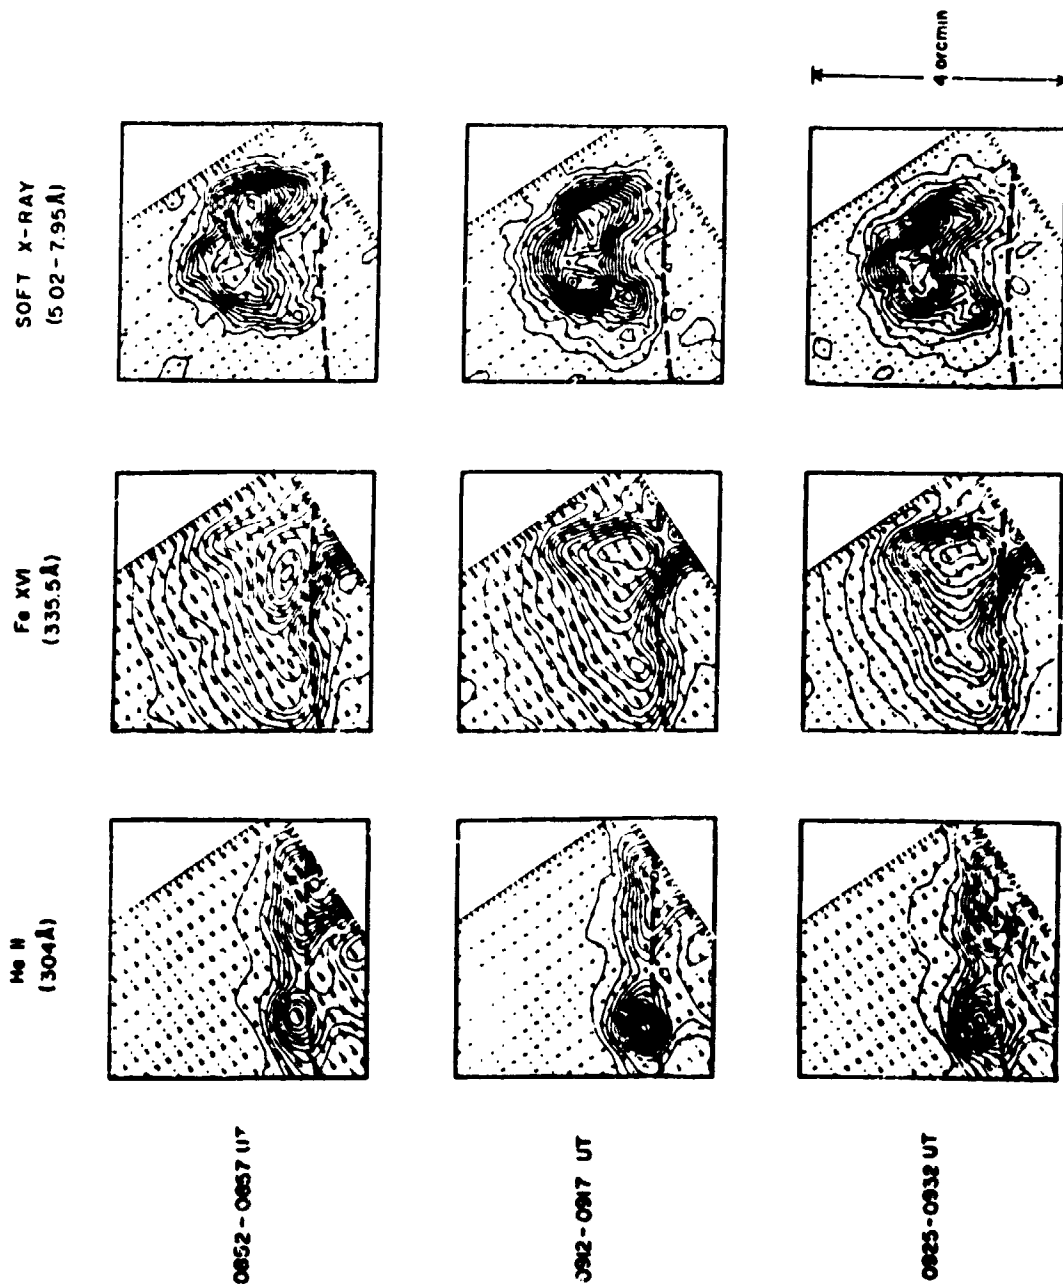 He II
(304Å)
Fe XVI
(335.5Å)
SOFT X-RAY
(5.02-7.95Å)
0852-0857 UT
0912-0917 UT
0925-0932 UT
4 arcmin